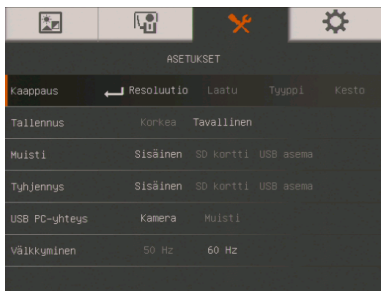 ASETUKSET
Kaappaus Resoluutio Laatu Tyyppi Kesto
Tallennus Korkea Tavallinen
Muisti Sisäinen SD kortti USB asema
Tyhjennys Sisäinen SD kortti USB asema
USB PC-yhteys Kamera Muisti
Välkkyminen 50 Hz 60 Hz